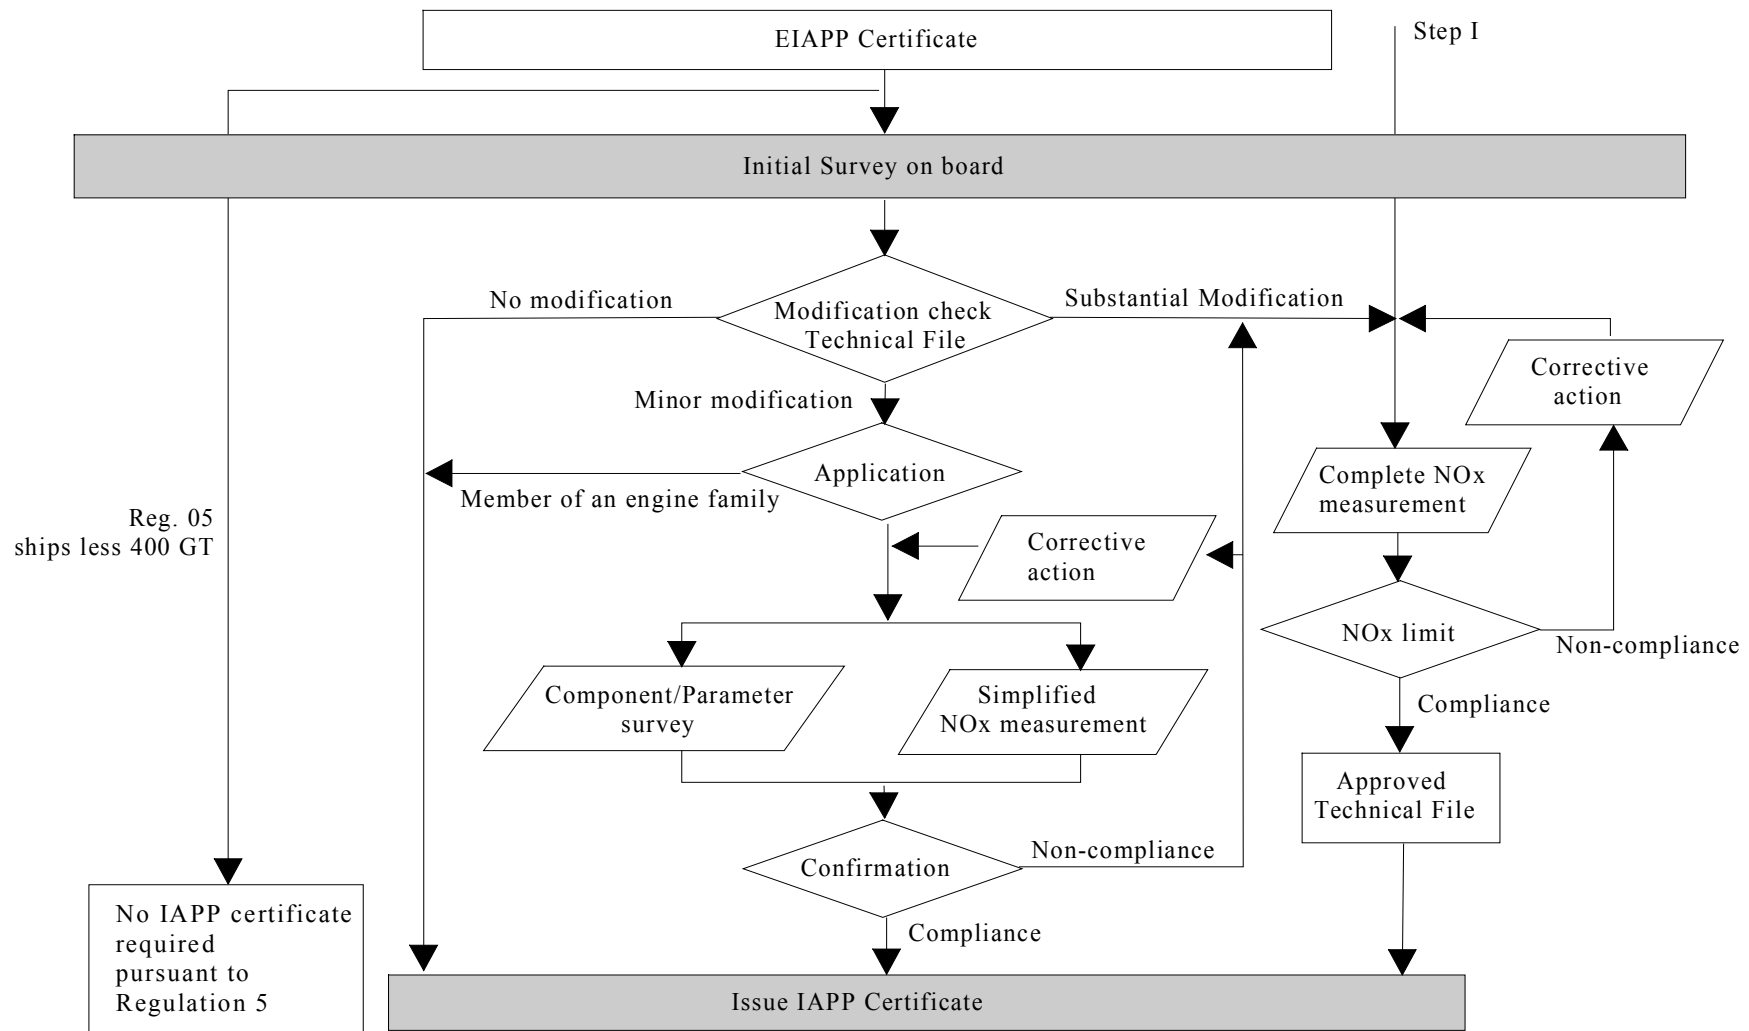 EIAPP Certificate
Step I
Initial Survey on board
No modification
Substantial Modification
Modification check
Technical File
Corrective
action
Minor modification
Application
Member of an engine family
Complete NOx
measurement
Reg. 05
ships less 400 GT
Corrective
action
NOx limit
Non-compliance
Component/Parameter
survey
Simplified
NOx measurement
Compliance
Approved
Technical File
Confirmation
Non-compliance
No IAPP certificate
required
pursuant to
Regulation 5
Compliance
Issue IAPP Certificate